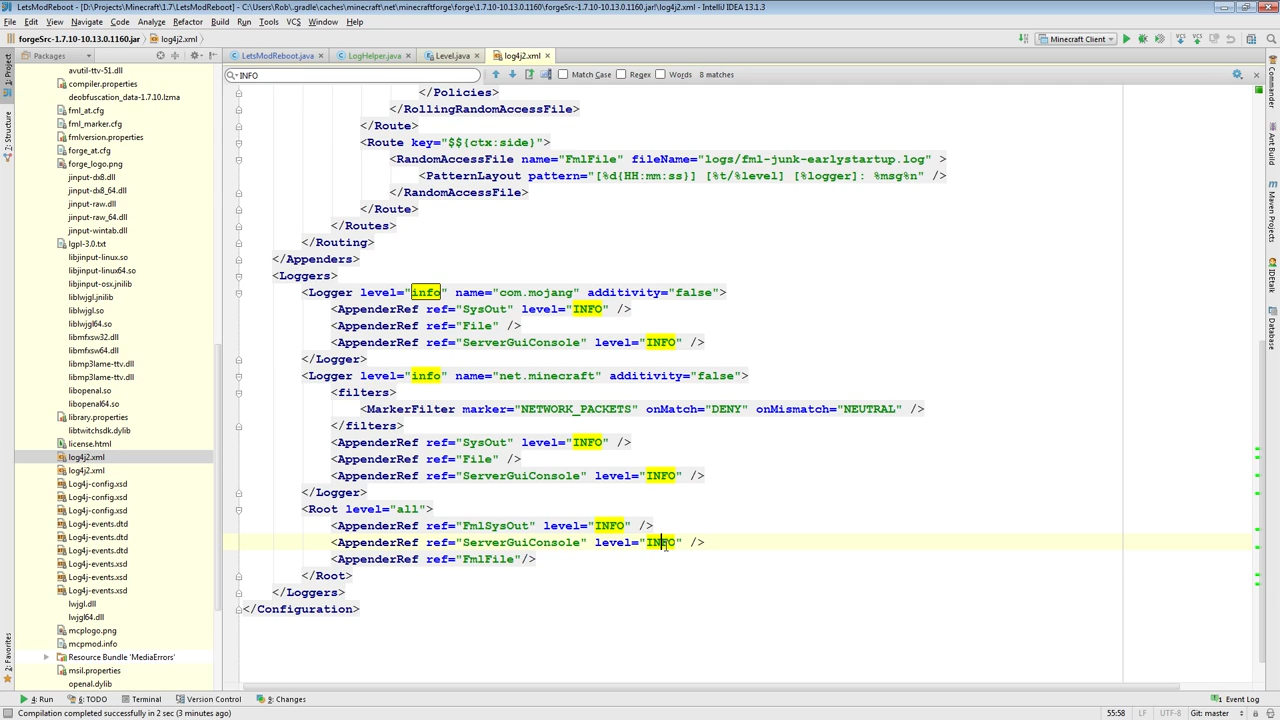 LetsModReboot - [D:\Projects\Minecraft\1.7\LetsModReboot] - C:\Users\Rob\.gradle\caches\minecraft\net\minecraftforge\forge\1.7.10-10.13.0.1160\forgeSrc-1.7.10-10.13.0.1160.jar!\log4j2.xml - IntelliJ IDEA 13.1.3
File Edit View Navigate Code Analyze Refactor Build Run Tools VCS Window Help
forgeSrc-1.7.10-10.13.0.1160.jar log4j2.xml
Minecraft Client
Packages
LetsModReboot.java
LogHelper.java
Level.java
log4j2.xml
INFO
Match Case Regex Words 8 matches
1: Project
7: Structure
2: Favorites
Commander
Ant Build
Maven Projects
IDEtalk
Database
avutil-ttv-51.dll
compiler.properties
deobfuscation_data-1.7.10.lzma
fml_at.cfg
fml_marker.cfg
fmlversion.properties
forge_at.cfg
forge_logo.png
jinput-dx8.dll
jinput-dx8_64.dll
jinput-raw.dll
jinput-raw_64.dll
jinput-wintab.dll
lgpl-3.0.txt
libjinput-linux.so
libjinput-linux64.so
libjinput-osx.jnilib
liblwjgl.jnilib
liblwjgl.so
liblwjgl64.so
libmfxsw32.dll
libmfxsw64.dll
libmp3lame-ttv.dll
libmp3lame-ttv.dll
libopenal.so
libopenal64.so
library.properties
libtwitchsdk.dylib
license.html
log4j2.xml
log4j2.xml
Log4j-config.xsd
Log4j-config.xsd
Log4j-events.dtd
Log4j-events.dtd
Log4j-events.dtd
Log4j-events.xsd
Log4j-events.xsd
Log4j-events.xsd
lwjgl.dll
lwjgl64.dll
mcplogo.png
mcpmod.info
Resource Bundle 'MediaErrors'
msil.properties
openal.dylib
</Policies>
</RollingRandomAccessFile>
</Route>
<Route key="$${ctx:side}">
<RandomAccessFile name="FmlFile" fileName="logs/fml-junk-earlystartup.log" >
<PatternLayout pattern="[%d{HH:mm:ss}] [%t/%level] [%logger]: %msg%n" />
</RandomAccessFile>
</Route>
</Routes>
</Routing>
</Appenders>
<Loggers>
<Logger level="info" name="com.mojang" additivity="false">
<AppenderRef ref="SysOut" level="INFO" />
<AppenderRef ref="File" />
<AppenderRef ref="ServerGuiConsole" level="INFO" />
</Logger>
<Logger level="info" name="net.minecraft" additivity="false">
<filters>
<MarkerFilter marker="NETWORK_PACKETS" onMatch="DENY" onMismatch="NEUTRAL" />
</filters>
<AppenderRef ref="SysOut" level="INFO" />
<AppenderRef ref="File" />
<AppenderRef ref="ServerGuiConsole" level="INFO" />
</Logger>
<Root level="all">
<AppenderRef ref="FmlSysOut" level="INFO" />
<AppenderRef ref="ServerGuiConsole" level="INFO" />
<AppenderRef ref="FmlFile"/>
</Root>
</Loggers>
</Configuration>
4: Run 6: TODO Terminal Version Control 9: Changes Event Log
Compilation completed successfully in 2 sec (3 minutes ago) 55:58 LF UTF-8 Git: master